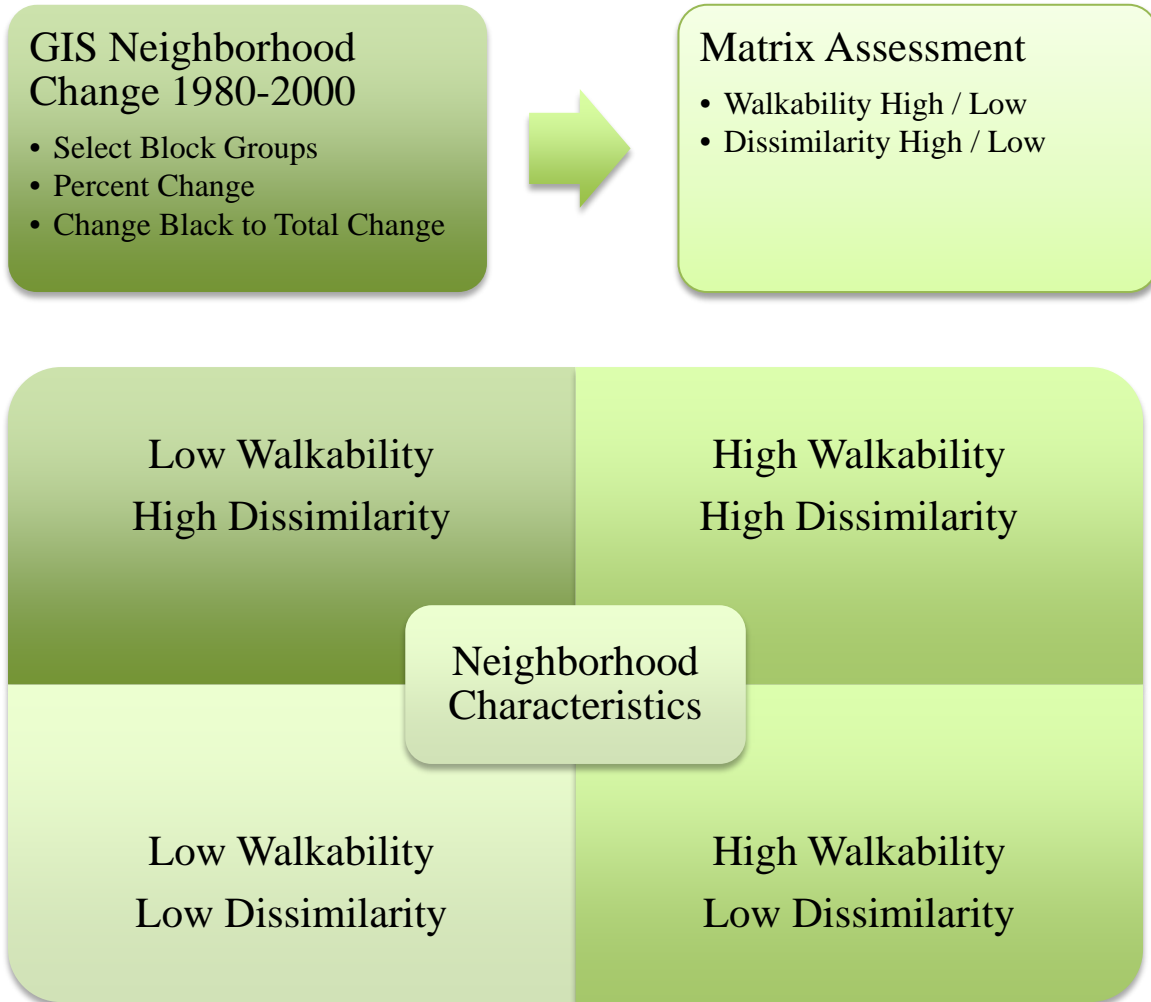 GIS Neighborhood
Change 1980-2000
• Select Block Groups
• Percent Change
• Change Black to Total Change
Matrix Assessment
• Walkability High / Low
• Dissimilarity High / Low
Low Walkability
High Dissimilarity
High Walkability
High Dissimilarity
Neighborhood
Characteristics
Low Walkability
Low Dissimilarity
High Walkability
Low Dissimilarity